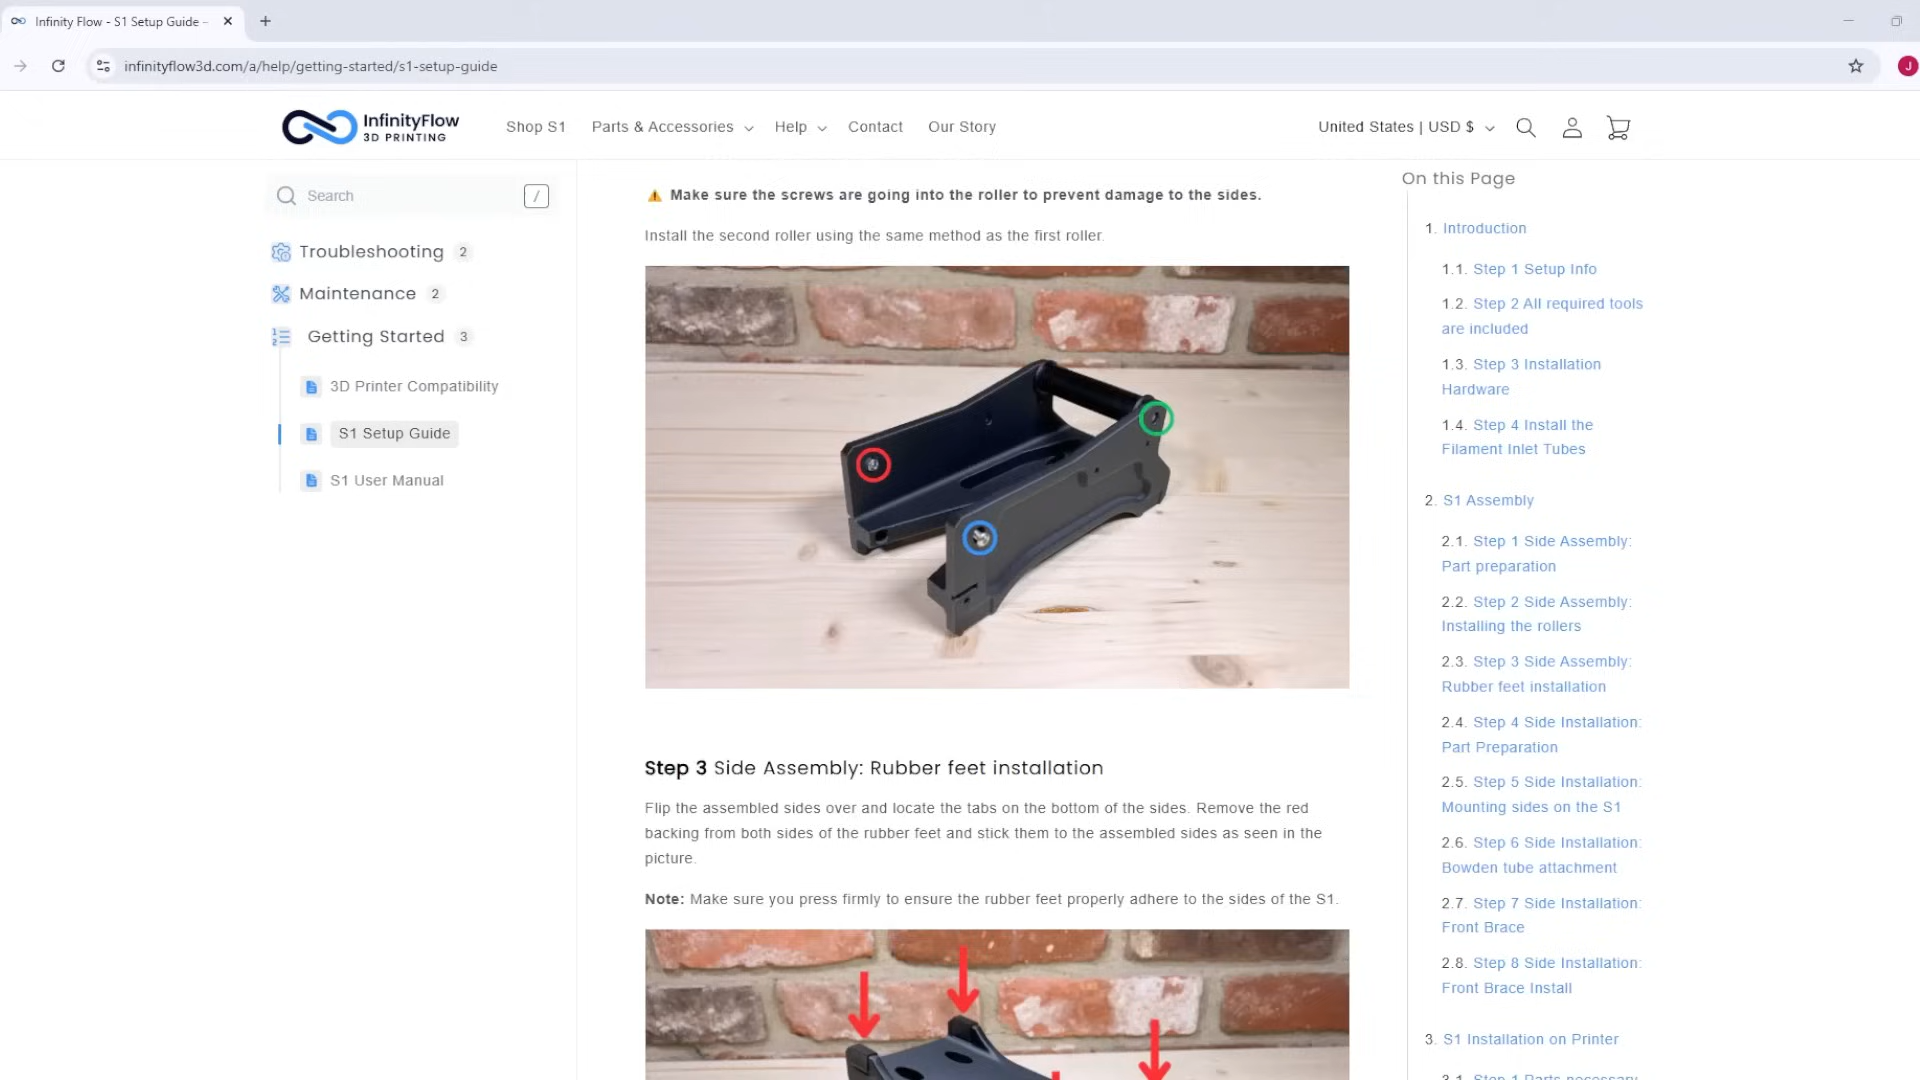 Infinity Flow - S1 Setup Guide -
infinityflow3d.com/a/help/getting-started/s1-setup-guide
J
InfinityFlow
3D PRINTING
Shop S1
Parts & Accessories
Help
Contact
Our Story
United States | USD $
Search
/
Troubleshooting 2
Maintenance 2
Getting Started 3
3D Printer Compatibility
S1 Setup Guide
S1 User Manual
⚠ Make sure the screws are going into the roller to prevent damage to the sides.
Install the second roller using the same method as the first roller.
Step 3 Side Assembly: Rubber feet installation
Flip the assembled sides over and locate the tabs on the bottom of the sides. Remove the red
backing from both sides of the rubber feet and stick them to the assembled sides as seen in the
picture.
Note: Make sure you press firmly to ensure the rubber feet properly adhere to the sides of the S1.
On this Page
1. Introduction
1.1. Step 1 Setup Info
1.2. Step 2 All required tools
are included
1.3. Step 3 Installation
Hardware
1.4. Step 4 Install the
Filament Inlet Tubes
2. S1 Assembly
2.1. Step 1 Side Assembly:
Part preparation
2.2. Step 2 Side Assembly:
Installing the rollers
2.3. Step 3 Side Assembly:
Rubber feet installation
2.4. Step 4 Side Installation:
Part Preparation
2.5. Step 5 Side Installation:
Mounting sides on the S1
2.6. Step 6 Side Installation:
Bowden tube attachment
2.7. Step 7 Side Installation:
Front Brace
2.8. Step 8 Side Installation:
Front Brace Install
3. S1 Installation on Printer
3.1. Step 1 Parts necessary